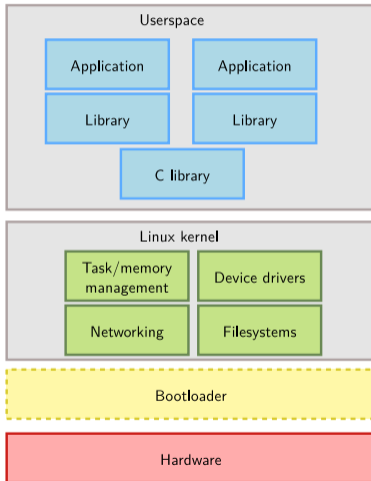 Userspace
Application
Application
Library
Library
C library
Linux kernel
Task/memory
management
Device drivers
Networking
Filesystems
Bootloader
Hardware